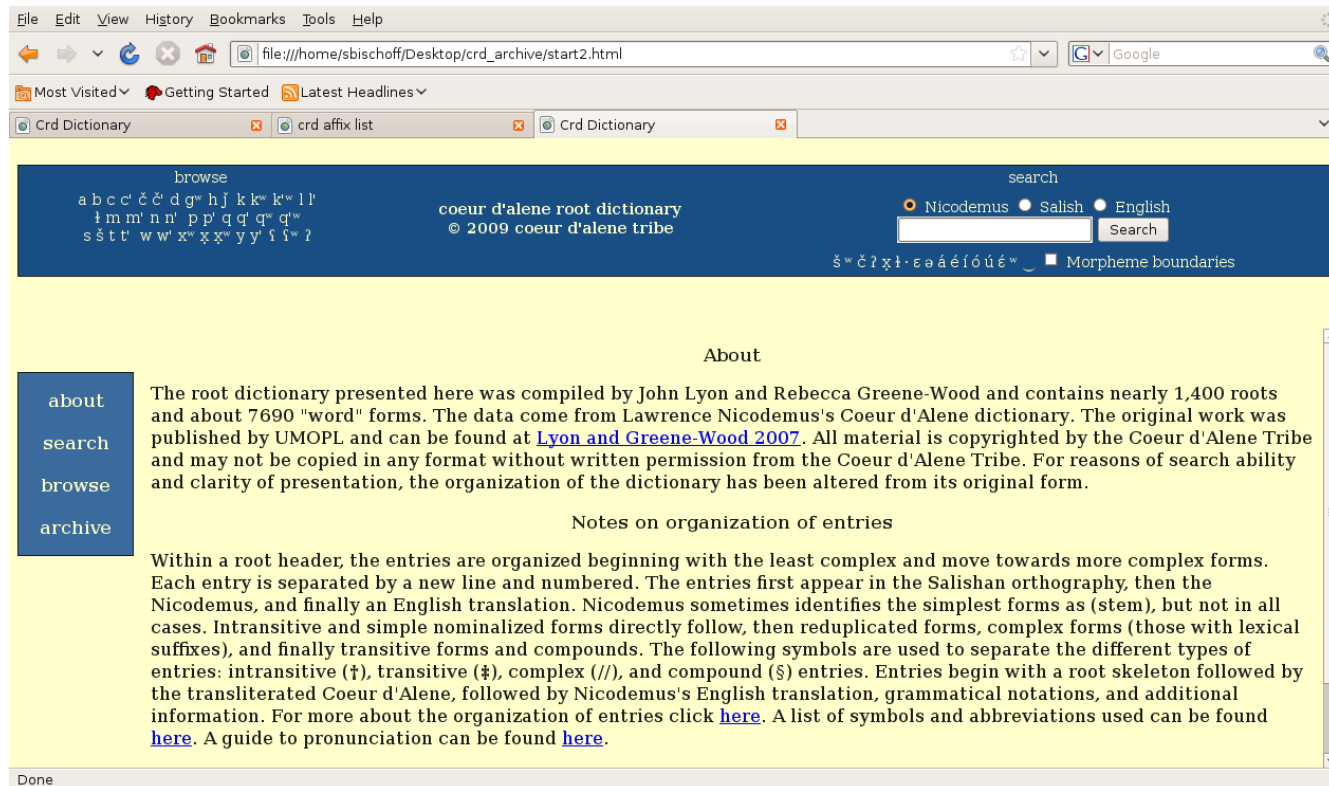 File Edit View History Bookmarks Tools Help
file:///home/sbischoff/Desktop/crd_archive/start2.html
G Google
Most Visited Getting Started Latest Headlines
Crd Dictionary crd affix list Crd Dictionary
browse
a b c c' č č' d gʷ h ǰ k kʷ k'ʷ l l'
ɫ m m' n n' p p' q q' qʷ q'ʷ
s š t t' w w' xʷ x̣ x̣ʷ y y' ʕ ʕʷ ʔ
coeur d'alene root dictionary
© 2009 coeur d'alene tribe
search
Nicodemus Salish English
Search
š ʷ č ʔ x̣ ɫ · ɛ ə á é í ó ú έ ʷ ‿ Morpheme boundaries
About
about
search
browse
archive
The root dictionary presented here was compiled by John Lyon and Rebecca Greene-Wood and contains nearly 1,400 roots
and about 7690 "word" forms. The data come from Lawrence Nicodemus's Coeur d'Alene dictionary. The original work was
published by UMOPL and can be found at Lyon and Greene-Wood 2007. All material is copyrighted by the Coeur d'Alene Tribe
and may not be copied in any format without written permission from the Coeur d'Alene Tribe. For reasons of search ability
and clarity of presentation, the organization of the dictionary has been altered from its original form.
Notes on organization of entries
Within a root header, the entries are organized beginning with the least complex and move towards more complex forms.
Each entry is separated by a new line and numbered. The entries first appear in the Salishan orthography, then the
Nicodemus, and finally an English translation. Nicodemus sometimes identifies the simplest forms as (stem), but not in all
cases. Intransitive and simple nominalized forms directly follow, then reduplicated forms, complex forms (those with lexical
suffixes), and finally transitive forms and compounds. The following symbols are used to separate the different types of
entries: intransitive (†), transitive (‡), complex (//), and compound (§) entries. Entries begin with a root skeleton followed by
the transliterated Coeur d'Alene, followed by Nicodemus's English translation, grammatical notations, and additional
information. For more about the organization of entries click here. A list of symbols and abbreviations used can be found
here. A guide to pronunciation can be found here.
Done